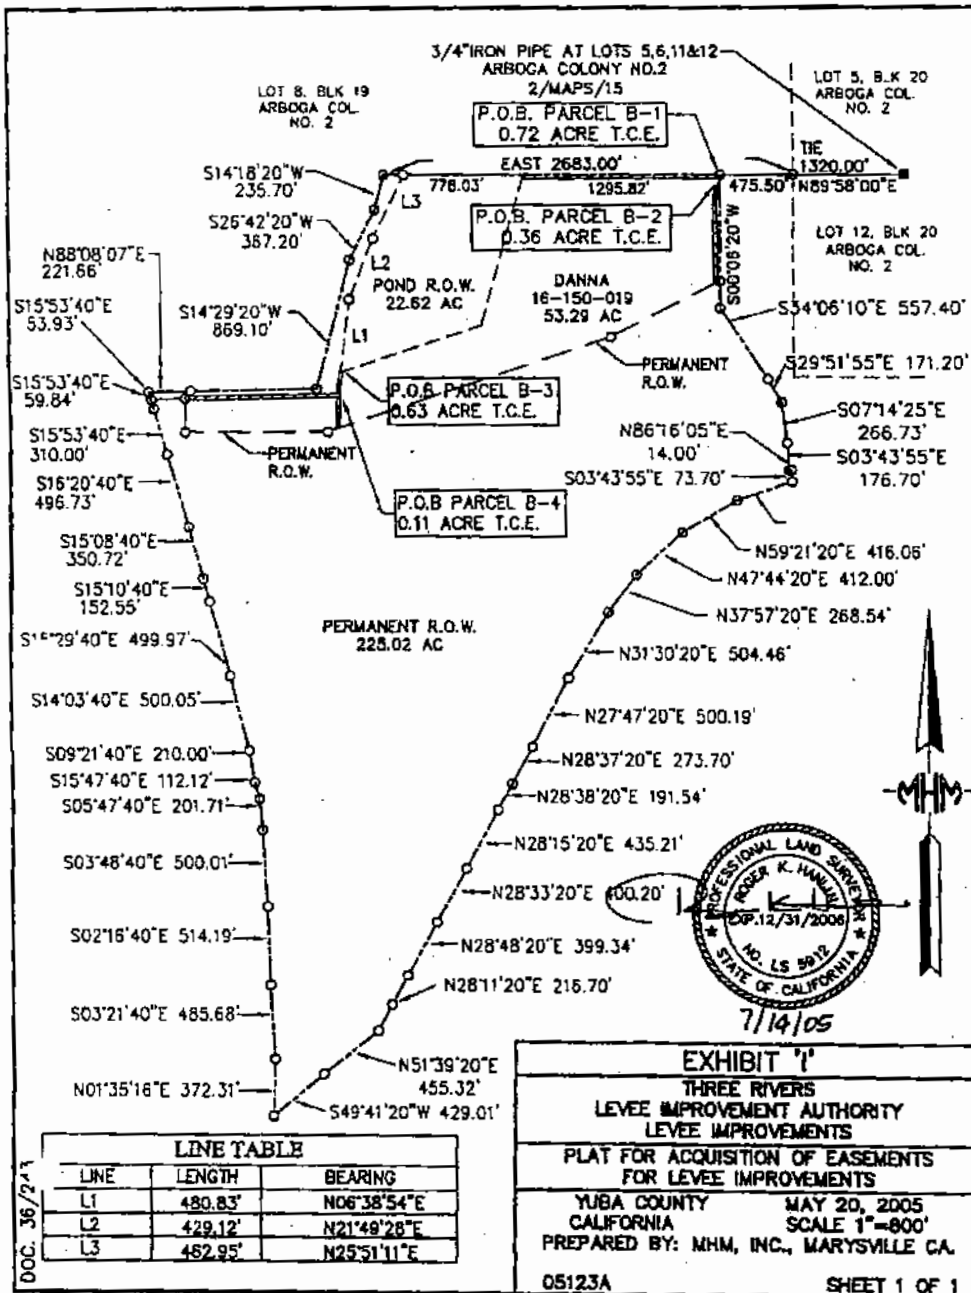 3/4"IRON PIPE AT LOTS 5,6,11&12
ARBOGA COLONY NO.2
2/MAPS/15
LOT 8, BLK 19
ARBOGA COL.
NO. 2
LOT 5, BLK 20
ARBOGA COL.
NO. 2
P.O.B. PARCEL B-1
0.72 ACRE T.C.E.
TIE
1320.00'
N89°58'00"E
EAST 2683.00'
778.03'
1295.82'
475.50'
S14°18'20"W
235.70'
L3
S26°42'20"W
387.20'
P.O.B. PARCEL B-2
0.36 ACRE T.C.E.
S00°06'20"W
LOT 12, BLK 20
ARBOGA COL.
NO. 2
N88°08'07"E
221.66'
L2
POND R.O.W.
22.62 AC
DANNA
16-150-019
53.29 AC
S15°53'40"E
53.93'
S14°29'20"W
869.10'
L1
S34°06'10"E 557.40'
PERMANENT
R.O.W.
S29°51'55"E 171.20'
S15°53'40"E
59.84'
P.O.B PARCEL B-3
0.63 ACRE T.C.E.
S07°14'25"E
266.73'
S15°53'40"E
310.00'
PERMANENT
R.O.W.
N86°16'05"E
14.00'
S03°43'55"E
176.70'
S03°43'55"E 73.70'
S16°20'40"E
496.73'
P.O.B PARCEL B-4
0.11 ACRE T.C.E.
S15°08'40"E
350.72'
N59°21'20"E 416.06'
N47°44'20"E 412.00'
S15°10'40"E
152.55'
N37°57'20"E 268.54'
PERMANENT R.O.W.
225.02 AC
29'40"E 499.97'
N31°30'20"E 504.46'
S14°03'40"E 500.05'
N27°47'20"E 500.19'
S09°21'40"E 210.00'
N28°37'20"E 273.70'
S15°47'40"E 112.12'
N28°38'20"E 191.54'
S05°47'40"E 201.71'
N28°15'20"E 435.21'
S03°48'40"E 500.01'
N28°33'20"E 400.20'
S02°16'40"E 514.19'
N28°48'20"E 399.34'
N28°11'20"E 216.70'
S03°21'40"E 485.68'
N51°39'20"E
455.32'
N01°35'16"E 372.31'
S49°41'20"W 429.01'
MHM
PROFESSIONAL LAND SURVEYOR
ROGER K. HANLIN
EXP.12/31/2006
NO. LS 5912
STATE OF CALIFORNIA
7/14/05
LINE TABLE
LINE LENGTH BEARING
L1 480.83' N06°38'54"E
L2 429.12' N21°49'28"E
L3 462.95' N25°51'11"E
DOC. 36/
EXHIBIT '1'
THREE RIVERS
LEVEE IMPROVEMENT AUTHORITY
LEVEE IMPROVEMENTS
PLAT FOR ACQUISITION OF EASEMENTS
FOR LEVEE IMPROVEMENTS
YUBA COUNTY MAY 20, 2005
CALIFORNIA SCALE 1"=800'
PREPARED BY: MHM, INC., MARYSVILLE CA.
05123A SHEET 1 OF 1